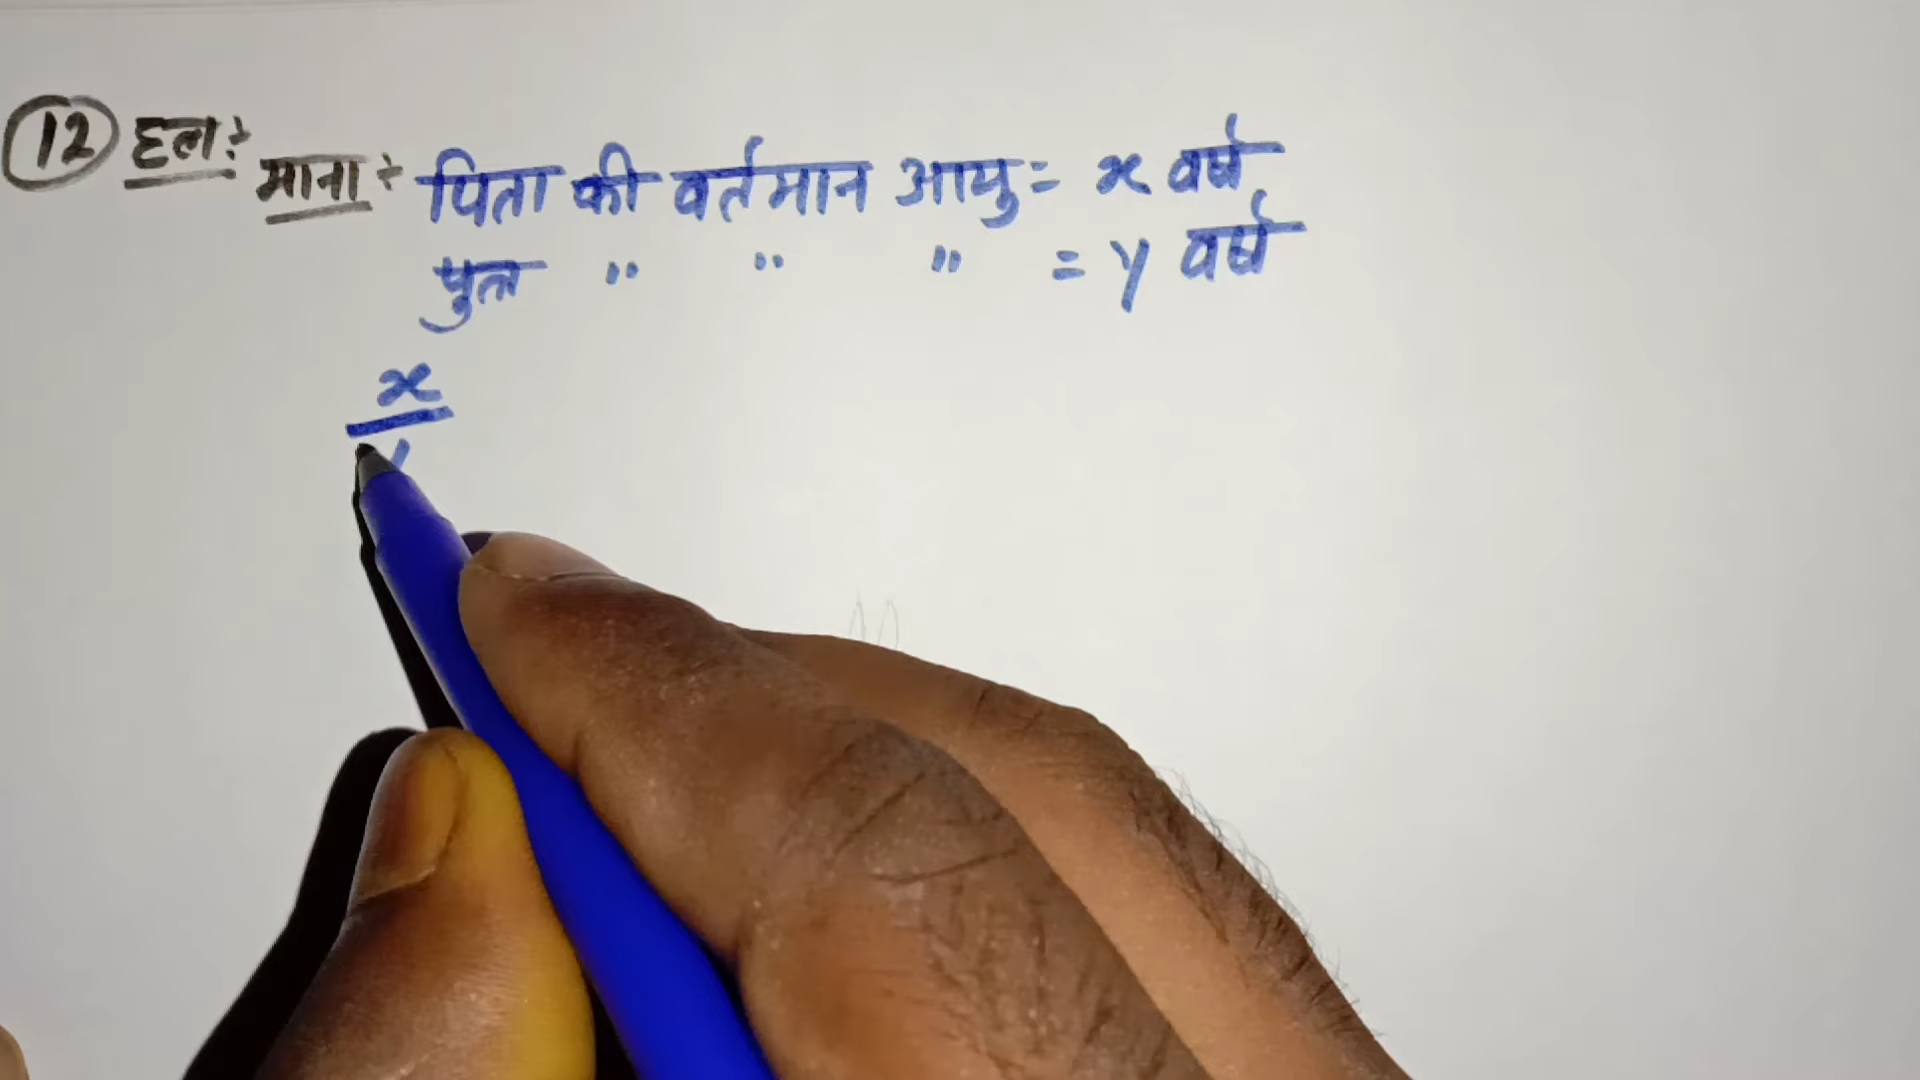 12 हल:-
माना:- पिता की वर्तमान आयु = x वर्ष
पुत्र " " " = y वर्ष
x